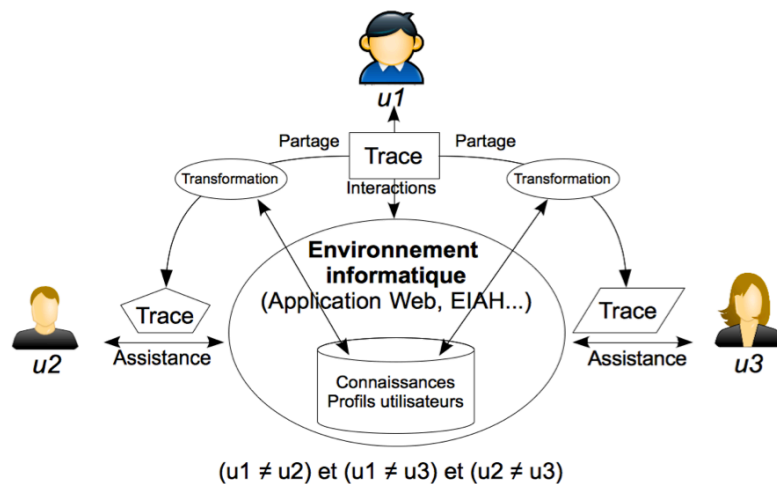 u1
Partage
Partage
Trace
Transformation
Transformation
Interactions
Environnement
informatique
(Application Web, EIAH...)
Trace
Trace
u2
Assistance
Assistance
u3
Connaissances
Profils utilisateurs
(u1 ≠ u2) et (u1 ≠ u3) et (u2 ≠ u3)